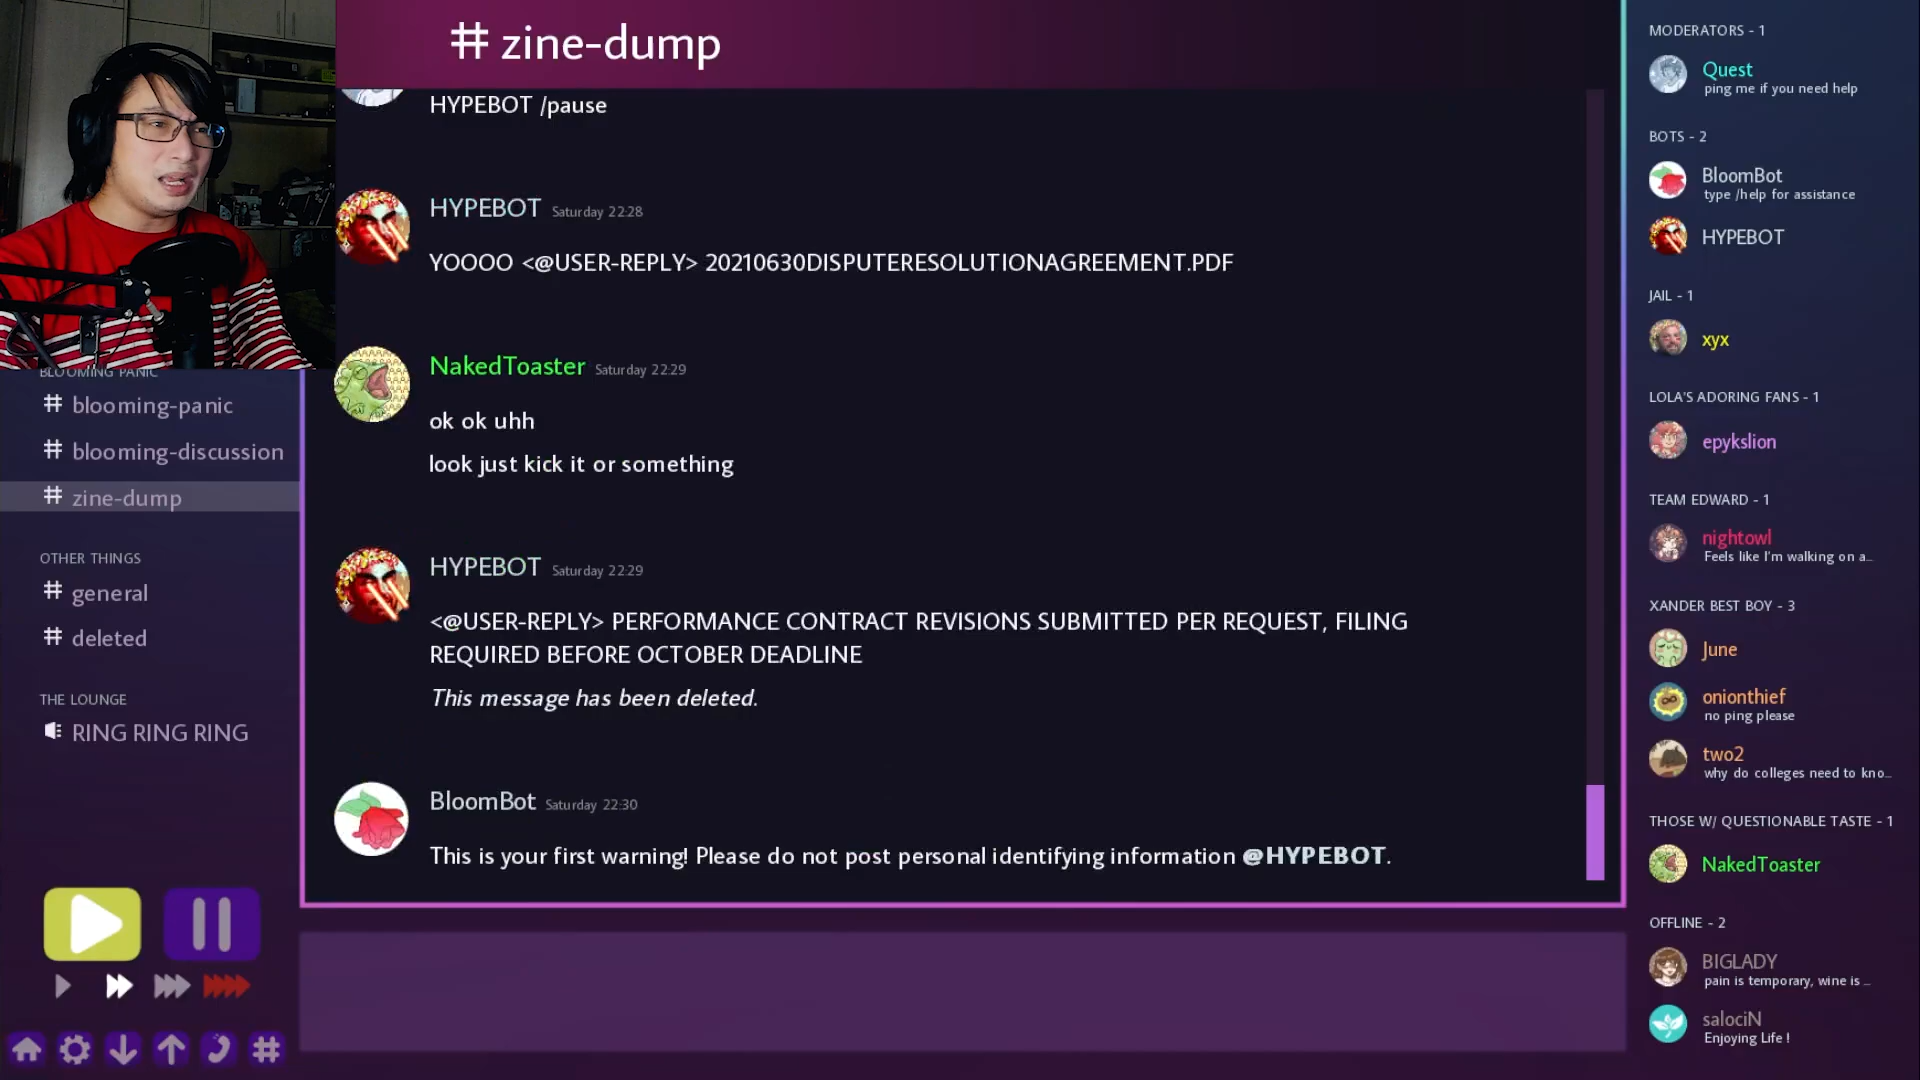 # zine-dump
HYPEBOT /pause
HYPEBOT Saturday 22:28
YOOOO <@USER-REPLY> 20210630DISPUTERESOLUTIONAGREEMENT.PDF
NakedToaster Saturday 22:29
ok ok uhh
look just kick it or something
HYPEBOT Saturday 22:29
<@USER-REPLY> PERFORMANCE CONTRACT REVISIONS SUBMITTED PER REQUEST, FILING
REQUIRED BEFORE OCTOBER DEADLINE
This message has been deleted.
BloomBot Saturday 22:30
This is your first warning! Please do not post personal identifying information @HYPEBOT.
BLOOMING PANIC
# blooming-panic
# blooming-discussion
# zine-dump
OTHER THINGS
# general
# deleted
THE LOUNGE
RING RING RING
MODERATORS - 1
Quest
ping me if you need help
BOTS - 2
BloomBot
type /help for assistance
HYPEBOT
JAIL - 1
xyx
LOLA'S ADORING FANS - 1
epykslion
TEAM EDWARD - 1
nightowl
Feels like I'm walking on a...
XANDER BEST BOY - 3
June
onionthief
no ping please
two2
why do colleges need to kno...
THOSE W/ QUESTIONABLE TASTE - 1
NakedToaster
OFFLINE - 2
BIGLADY
pain is temporary, wine is ...
salociN
Enjoying Life !